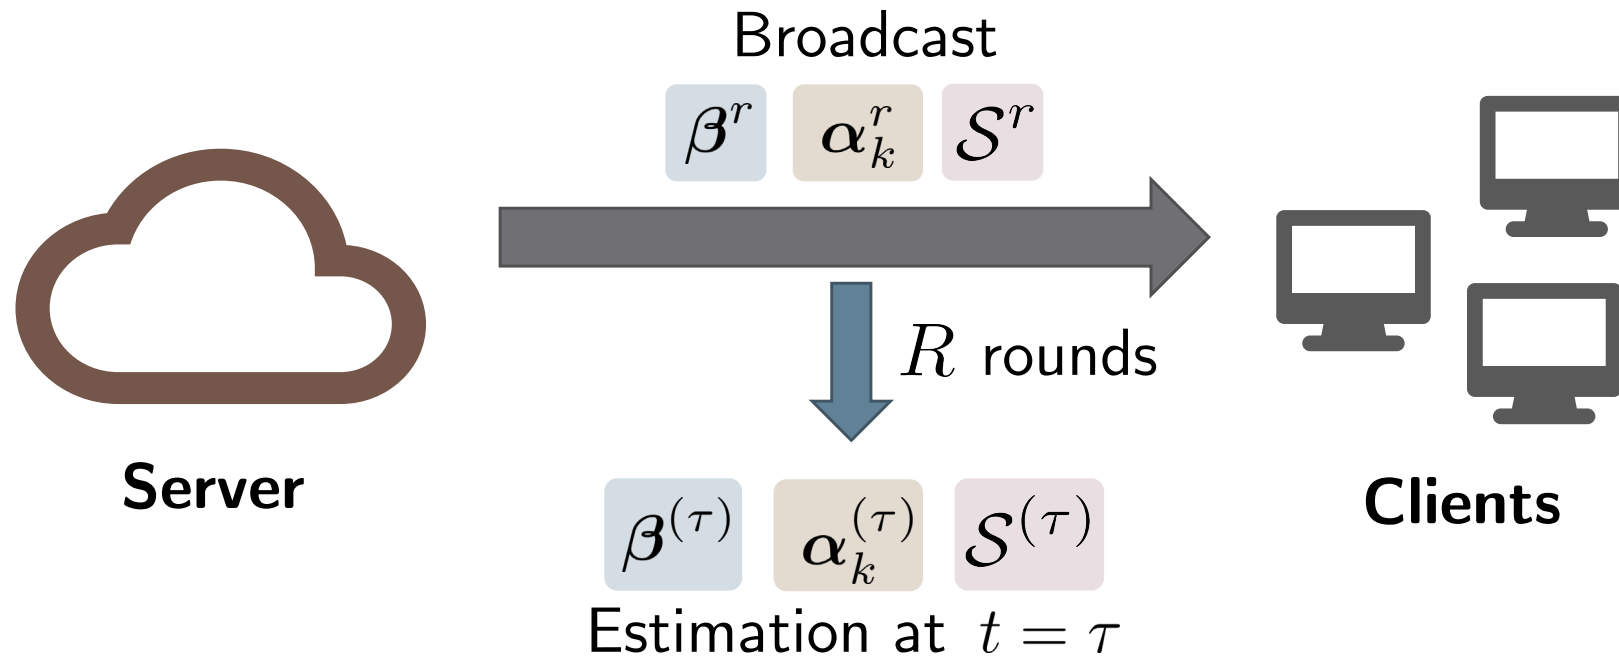 Broadcast
𝜷^r 𝜶_k^r 𝒮^r
R rounds
Server
Clients
𝜷^(τ) 𝜶_k^(τ) 𝒮^(τ)
Estimation at t = τ